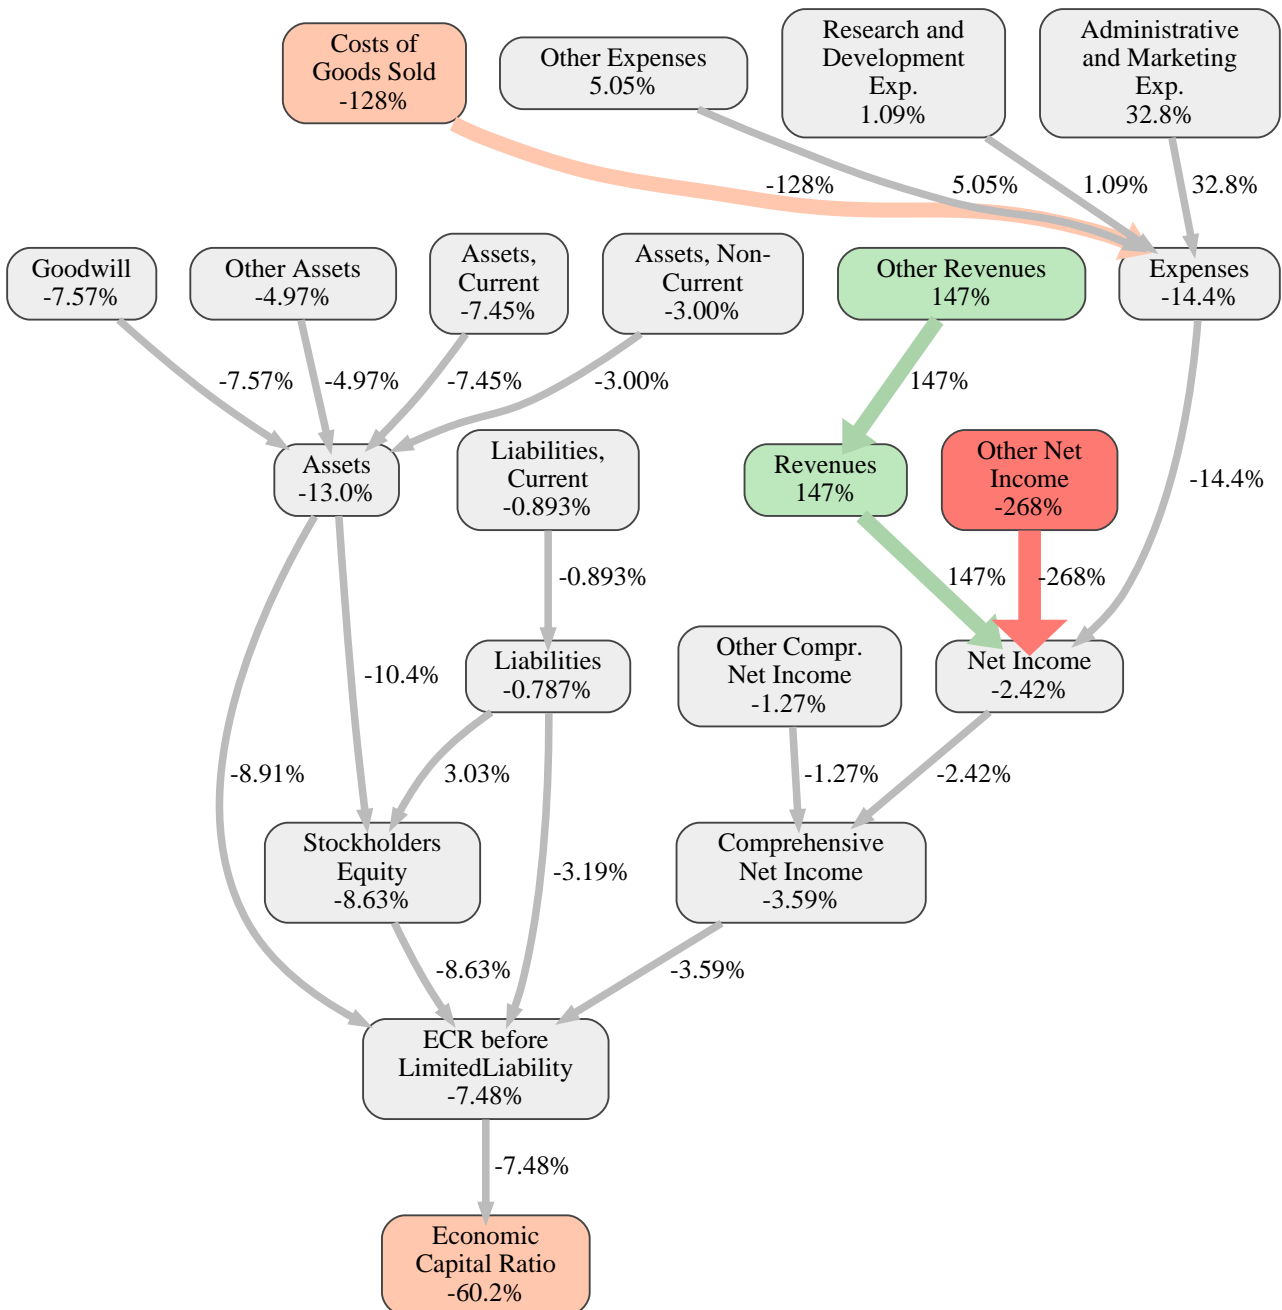 Costs of
Goods Sold
-128%
Other Expenses
5.05%
Research and
Development
Exp.
1.09%
Administrative
and Marketing
Exp.
32.8%
-128%
5.05%
1.09%
32.8%
Goodwill
-7.57%
Other Assets
-4.97%
Assets,
Current
-7.45%
Assets, Non-
Current
-3.00%
Other Revenues
147%
Expenses
-14.4%
-7.57%
-4.97%
-7.45%
-3.00%
147%
Assets
-13.0%
Liabilities,
Current
-0.893%
Revenues
147%
Other Net
Income
-268%
-14.4%
-0.893%
147%
-268%
Liabilities
-0.787%
Other Compr.
Net Income
-1.27%
Net Income
-2.42%
-10.4%
-8.91%
3.03%
-1.27%
-2.42%
Stockholders
Equity
-8.63%
-3.19%
Comprehensive
Net Income
-3.59%
-8.63%
-3.59%
ECR before
LimitedLiability
-7.48%
-7.48%
Economic
Capital Ratio
-60.2%